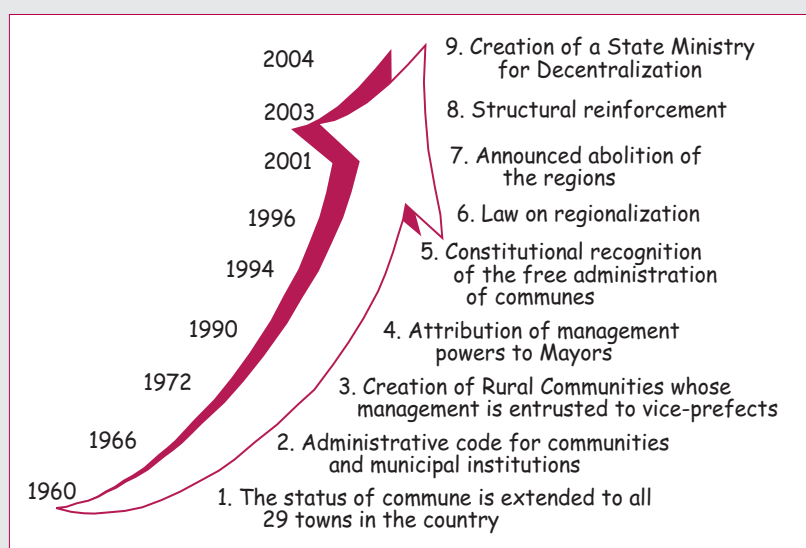 2004
9. Creation of a State Ministry
for Decentralization
2003
8. Structural reinforcement
2001
7. Announced abolition of
the regions
1996
6. Law on regionalization
1994
5. Constitutional recognition
of the free administration
of communes
1990
4. Attribution of management
powers to Mayors
1972
3. Creation of Rural Communities whose
management is entrusted to vice-prefects
1966
2. Administrative code for communities
and municipal institutions
1960
1. The status of commune is extended to all
29 towns in the country